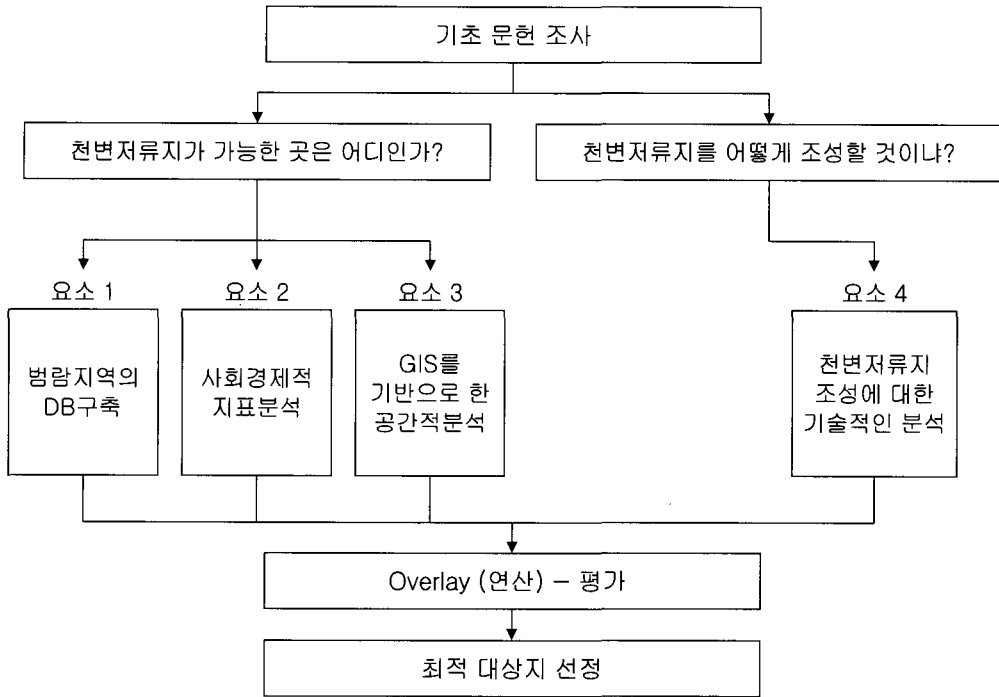 기초 문헌 조사
천변저류지가 가능한 곳은 어디인가?
천변저류지를 어떻게 조성할 것이냐?
요소 1
범람지역의
DB구축
요소 2
사회경제적
지표분석
요소 3
GIS를
기반으로 한
공간적분석
요소 4
천변저류지
조성에 대한
기술적인 분석
Overlay (연산) – 평가
최적 대상지 선정